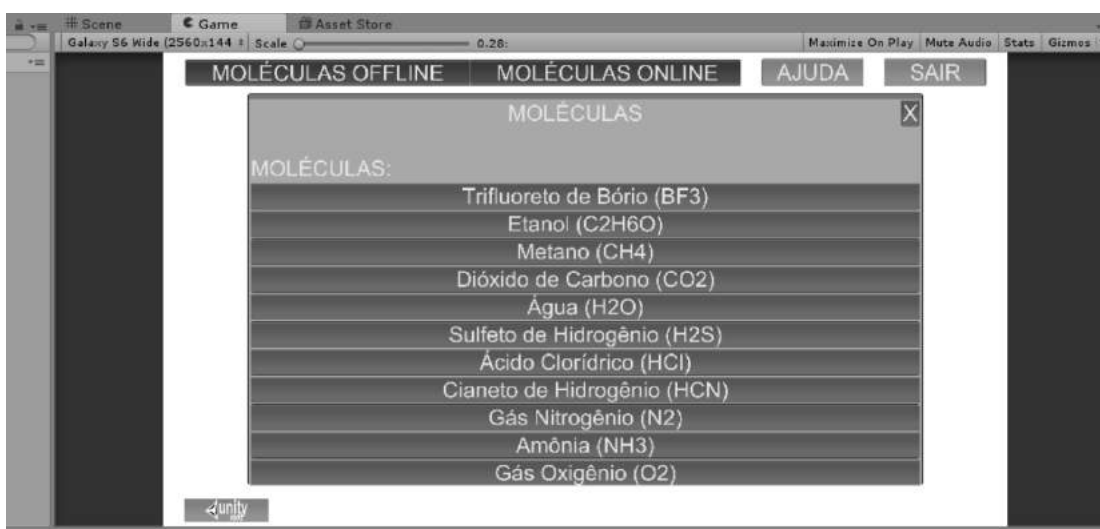 Scene Game Asset Store
Galaxy S6 Wide (2560x144 Scale 0.28: Maximize On Play Mute Audio Stats Gizmos
MOLÉCULAS OFFLINE MOLÉCULAS ONLINE AJUDA SAIR
MOLÉCULAS X
MOLÉCULAS:
Trifluoreto de Bório (BF3)
Etanol (C2H6O)
Metano (CH4)
Dióxido de Carbono (CO2)
Água (H2O)
Sulfeto de Hidrogênio (H2S)
Ácido Clorídrico (HCl)
Cianeto de Hidrogênio (HCN)
Gás Nitrogênio (N2)
Amônia (NH3)
Gás Oxigênio (O2)
unity